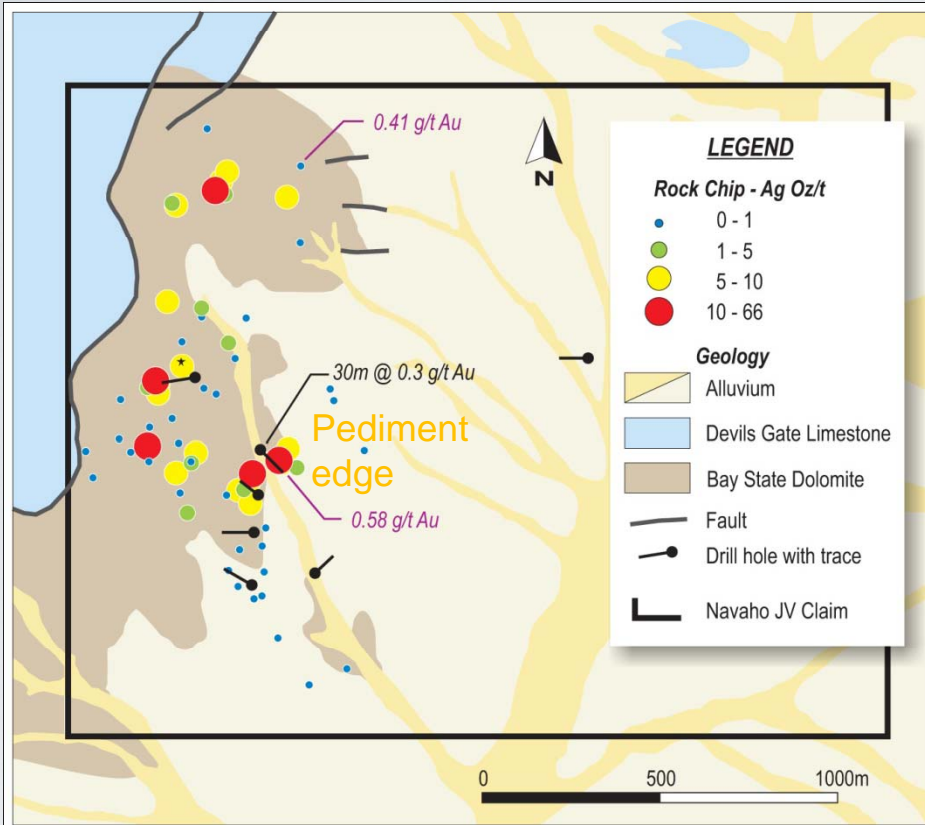 0.41 g/t Au
N
30m @ 0.3 g/t Au
Pediment
edge
0.58 g/t Au
LEGEND
Rock Chip - Ag Oz/t
0 - 1
1 - 5
5 - 10
10 - 66
Geology
Alluvium
Devils Gate Limestone
Bay State Dolomite
Fault
Drill hole with trace
Navaho JV Claim
0 500 1000m